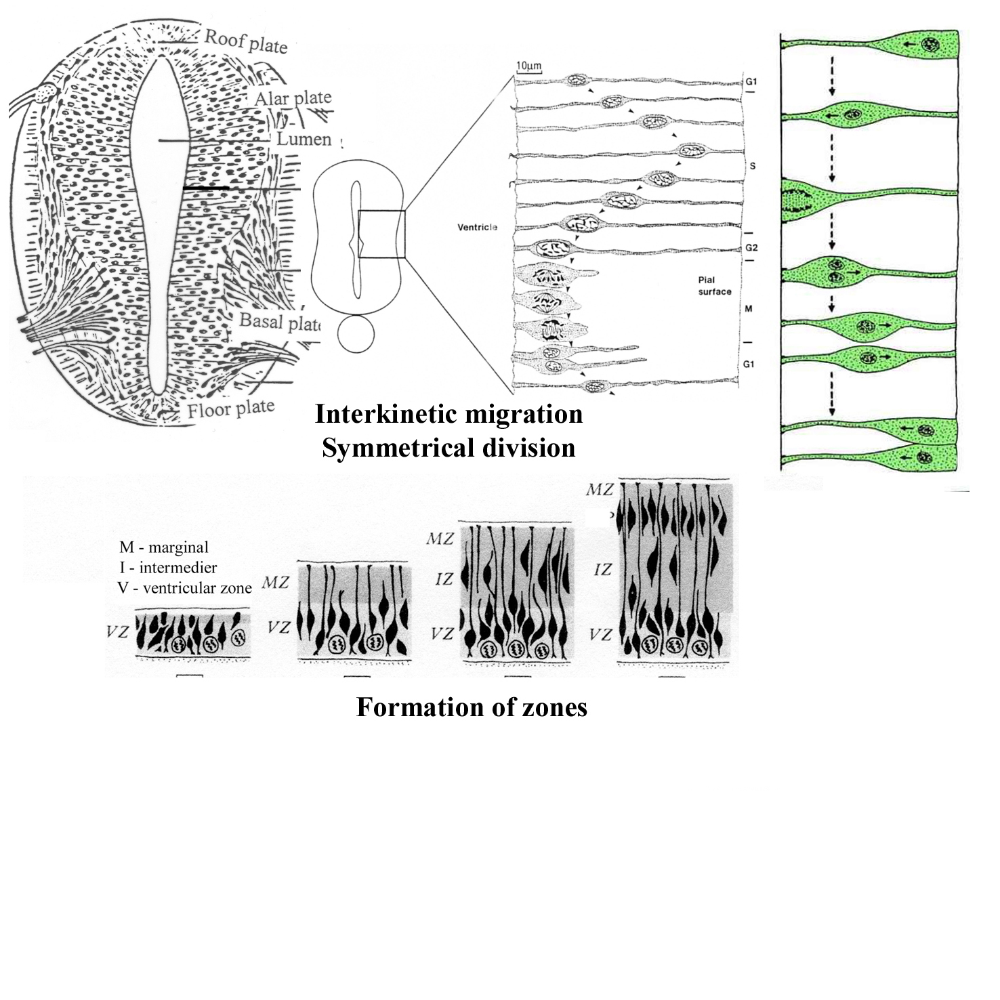 Roof plate
Alar plate
Lumen
Basal plate
Floor plate
10µm
G1
S
Ventricle
G2
Pial
surface
M
G1
Interkinetic migration
Symmetrical division
M - marginal
I - intermedier
V - ventricular zone
VZ
MZ
VZ
MZ
IZ
VZ
MZ
IZ
VZ
Formation of zones